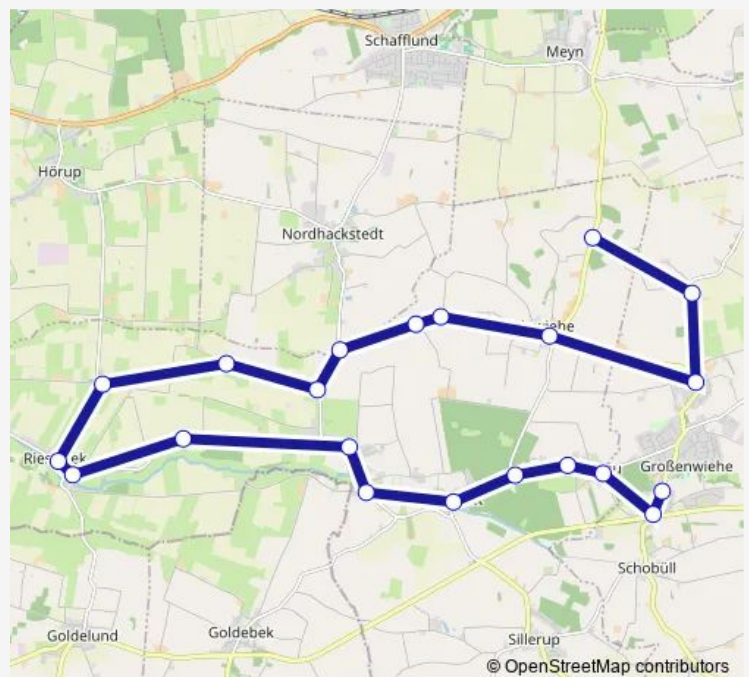 Schafflund
Meyn
Hörup
Nordhackstedt
Großenwiehe
Schobüll
Goldelund
Goldebek
Sillerup
© OpenStreetMap contributors